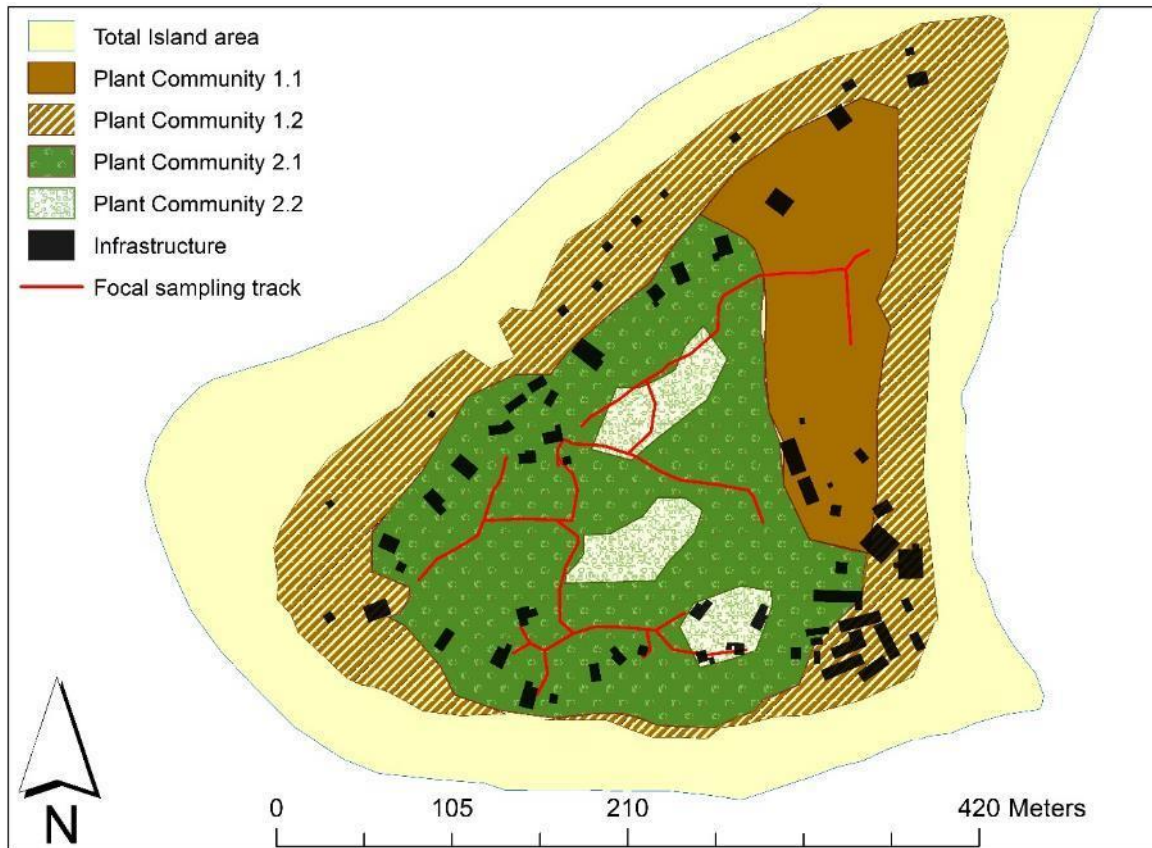 Total Island area
Plant Community 1.1
Plant Community 1.2
Plant Community 2.1
Plant Community 2.2
Infrastructure
Focal sampling track
N
0 105 210 420 Meters